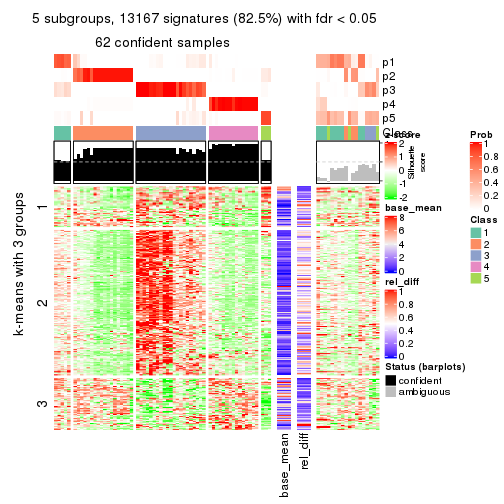 5 subgroups, 13167 signatures (82.5%) with fdr < 0.05
62 confident samples
p1
p2
p3
p4
p5
Class
z-score
2
1
0
-1
-2
Silhouette
score
base_mean
8
6
4
2
0
rel_diff
1
0.8
0.6
0.4
0.2
0
Status (barplots)
confident
ambiguous
Prob
1
0.8
0.6
0.4
0.2
0
Class
1
2
3
4
5
k-means with 3 groups
1
2
3
base_mean
rel_diff